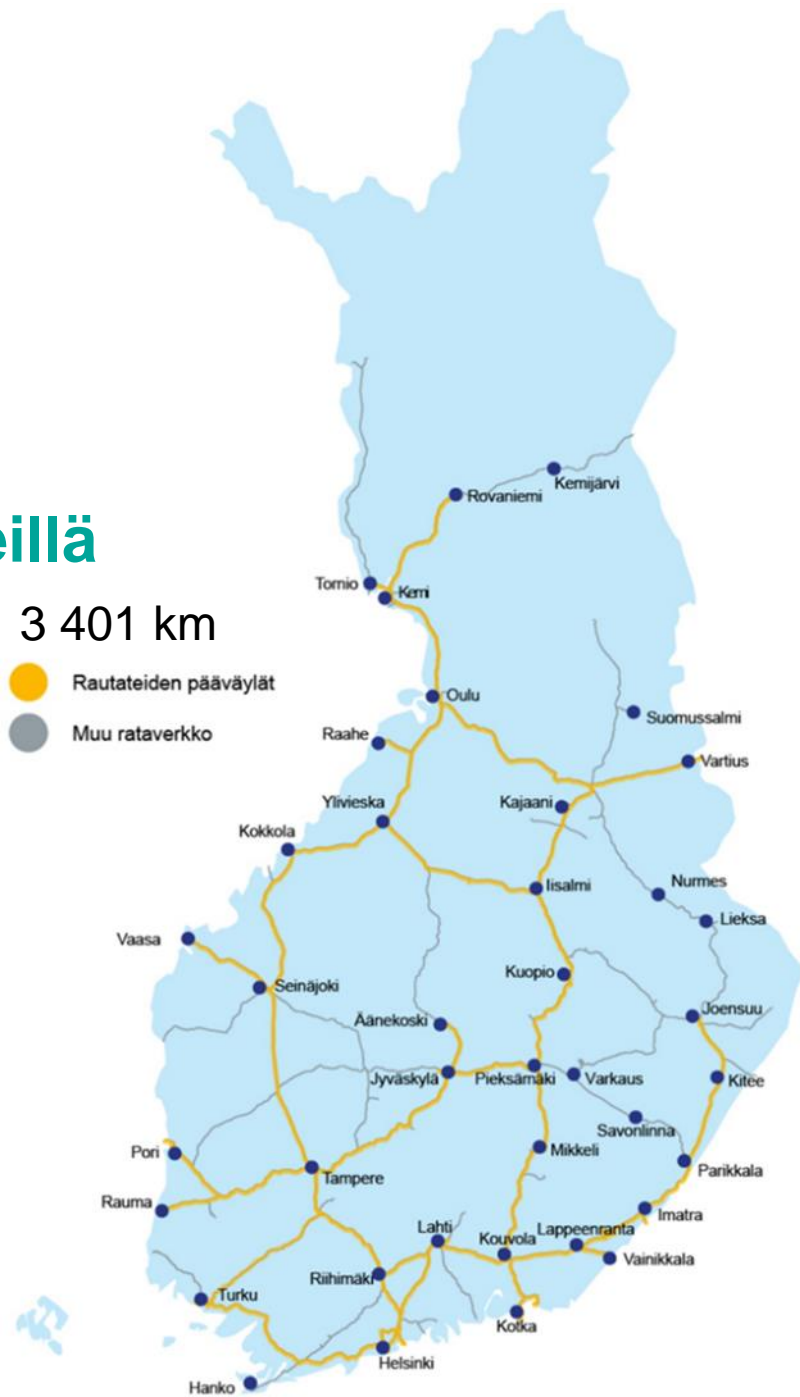 eillä
3 401 km
Rautateiden pääväylät
Muu rataverkko
Kemijärvi
Rovaniemi
Tornio
Kemi
Oulu
Suomussalmi
Raahe
Vartius
Ylivieska
Kajaani
Kokkola
Nurmes
Iisalmi
Lieksa
Vaasa
Kuopio
Seinäjoki
Joensuu
Äänekoski
Jyväskylä
Pieksämäki
Varkaus
Kitee
Savonlinna
Pori
Mikkeli
Parikkala
Tampere
Rauma
Imatra
Lahti
Lappeenranta
Kouvola
Vainikkala
Riihimäki
Turku
Kotka
Helsinki
Hanko